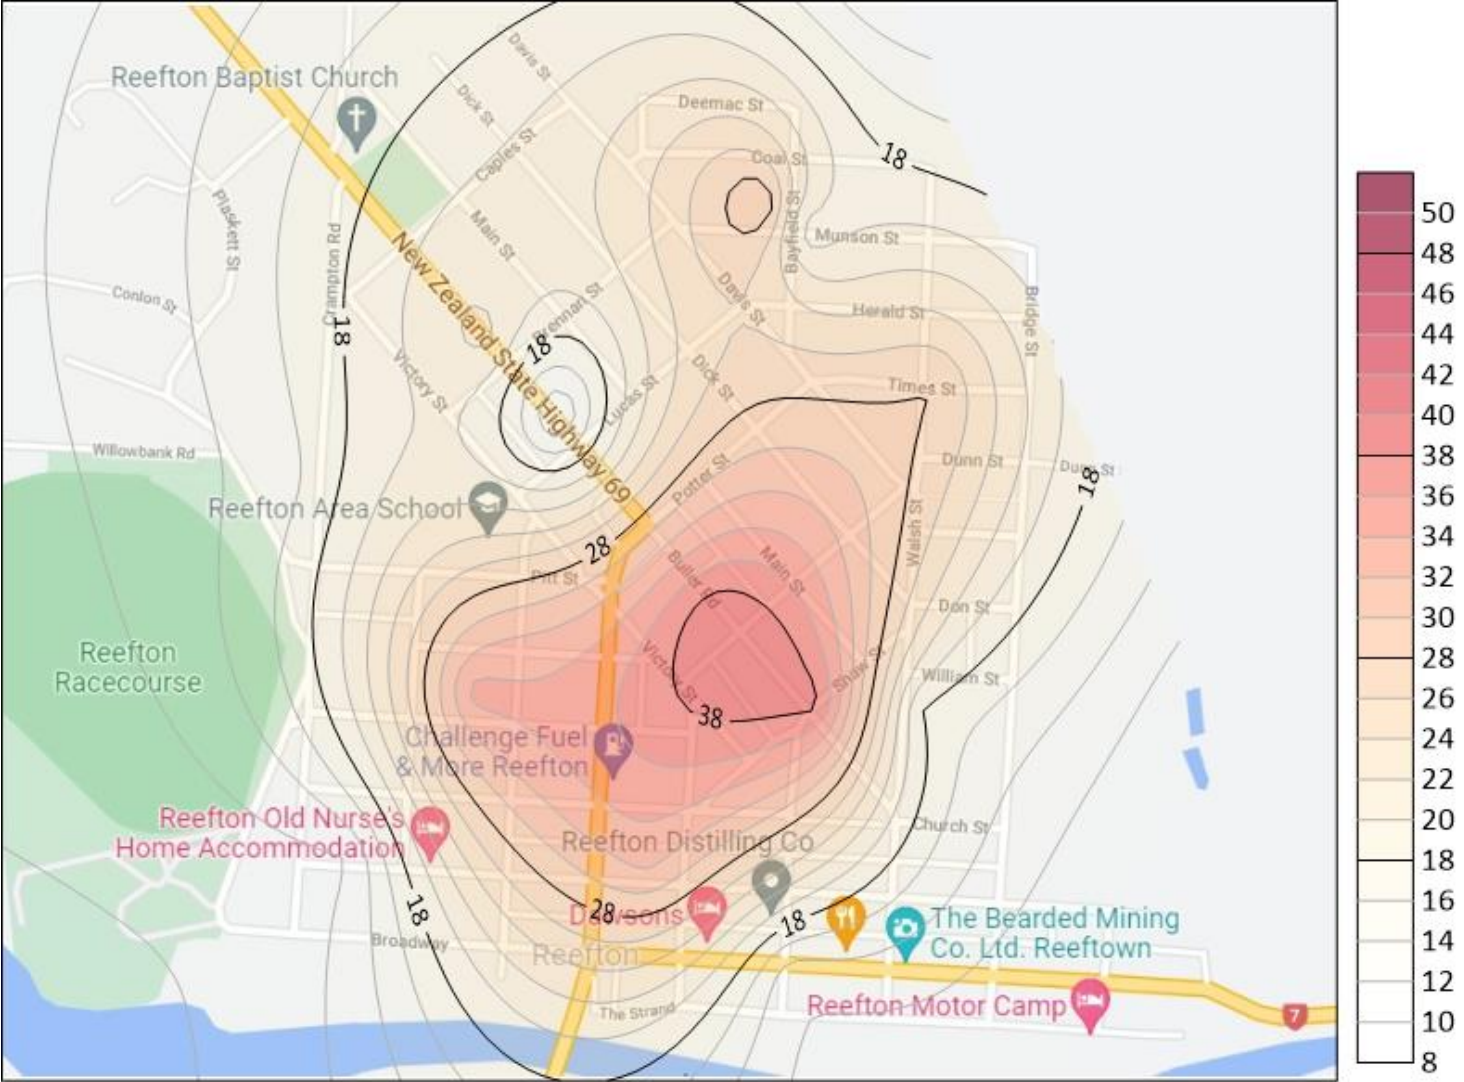 Davis St
Reefton Baptist Church
Dick St
Deemac St
Caples St
Coal St
18
Plaskett St
Main St
Bayfield St
Munson St
Crampton Rd
New Zealand State Highway 69
Conlon St
Brennan St
Davis St
Herald St
Bridge St
18
18
Victory St
Lucas St
Dick St
Times St
Willowbank Rd
Potter St
Dunn St
Dunn St
18
Reefton Area School
Walsh St
28
Pitt St
Buller Rd
Main St
Don St
Reefton
Racecourse
Victory St
Shaw St
William St
38
Challenge Fuel
& More Reefton
Reefton Old Nurse's
Home Accommodation
Reefton Distilling Co
Church St
18
28
Dawsons
18
The Bearded Mining
Co. Ltd. Reeftown
Broadway
Reefton
Reefton Motor Camp
The Strand
7
50
48
46
44
42
40
38
36
34
32
30
28
26
24
22
20
18
16
14
12
10
8